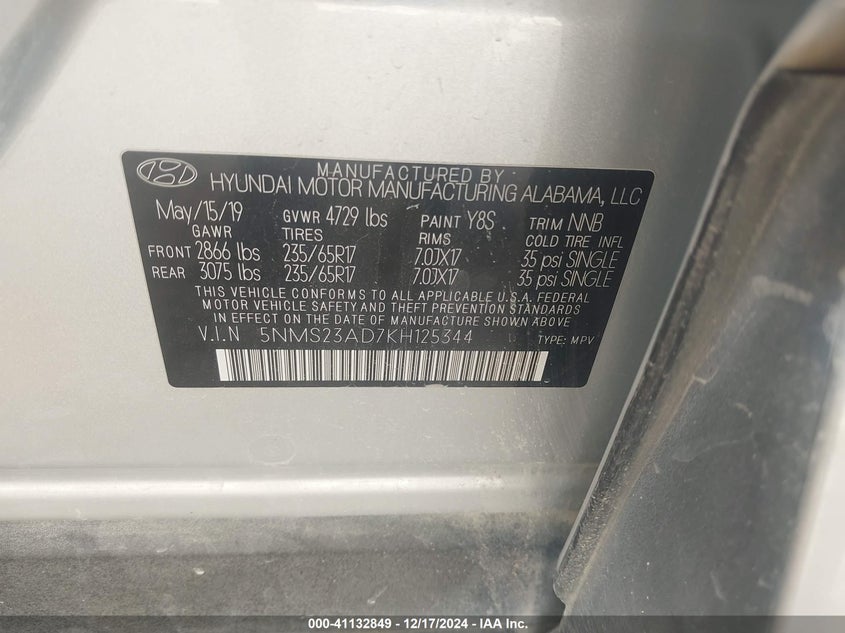 MANUFACTURED BY
HYUNDAI MOTOR MANUFACTURING ALABAMA, LLC
May/15/19 GVWR 4729 lbs PAINT Y8S TRIM NNB
GAWR TIRES RIMS COLD TIRE INFL
FRONT 2866 lbs 235/65R17 7.0JX17 35 psi SINGLE
REAR 3075 lbs 235/65R17 7.0JX17 35 psi SINGLE
THIS VEHICLE CONFORMS TO ALL APPLICABLE U.S.A. FEDERAL
MOTOR VEHICLE SAFETY AND THEFT PREVENTION STANDARDS
IN EFFECT ON THE DATE OF MANUFACTURE SHOWN ABOVE.
V.I.N 5NMS23AD7KH125344 TYPE: MPV
000-41132849 - 12/17/2024 - IAA Inc.